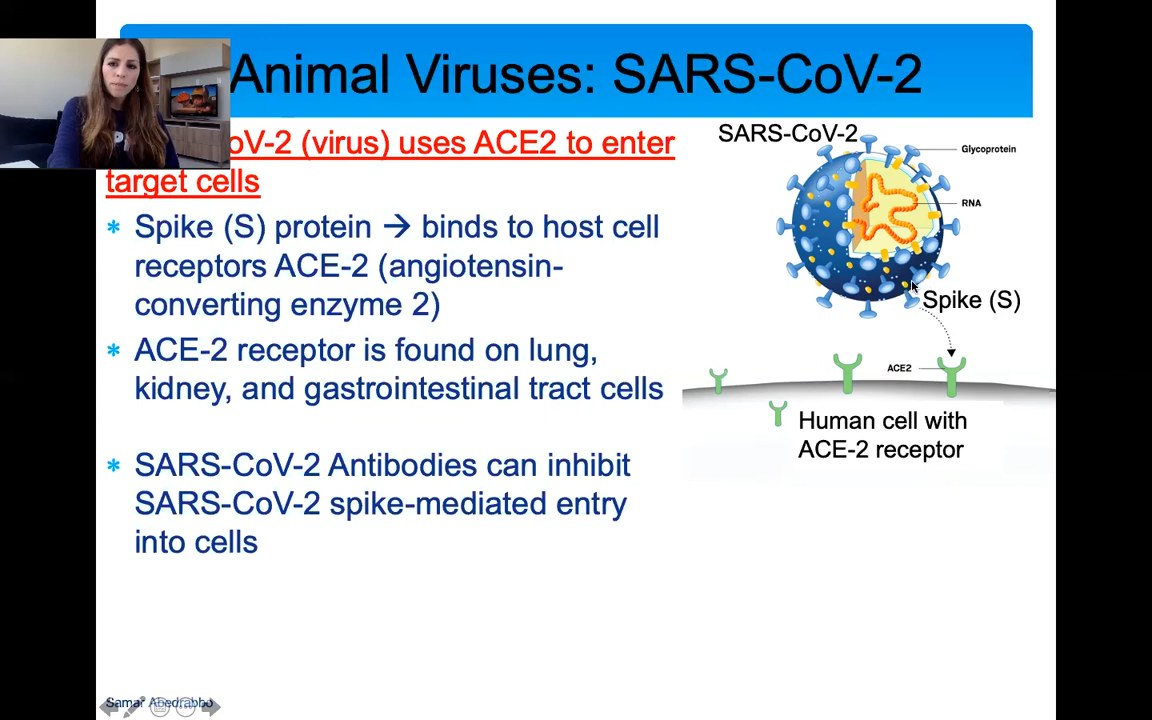 Animal Viruses: SARS-CoV-2
oV-2 (virus) uses ACE2 to enter
target cells
* Spike (S) protein → binds to host cell
receptors ACE-2 (angiotensin-
converting enzyme 2)
* ACE-2 receptor is found on lung,
kidney, and gastrointestinal tract cells
* SARS-CoV-2 Antibodies can inhibit
SARS-CoV-2 spike-mediated entry
into cells
SARS-CoV-2
Glycoprotein
RNA
Spike (S)
ACE2
Human cell with
ACE-2 receptor
Samar Abedrabbo